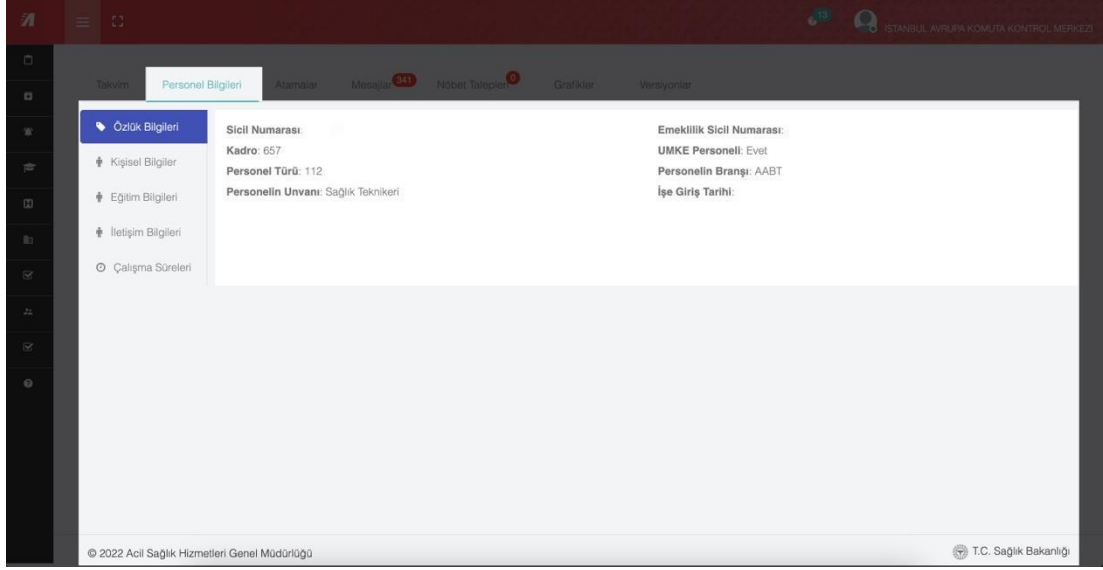 13
İSTANBUL AVRUPA KOMUTA KONTROL MERKEZİ
Takvim Personel Bilgileri Atamalar Mesajlar 341 Nöbet Talepleri 0 Grafikler Versiyonlar
Özlük Bilgileri
Kişisel Bilgiler
Eğitim Bilgileri
İletişim Bilgileri
Çalışma Süreleri
Sicil Numarası:
Kadro: 657
Personel Türü: 112
Personelin Unvanı: Sağlık Teknikeri
Emeklilik Sicil Numarası:
UMKE Personeli: Evet
Personelin Branşı: AABT
İşe Giriş Tarihi:
© 2022 Acil Sağlık Hizmetleri Genel Müdürlüğü
T.C. Sağlık Bakanlığı